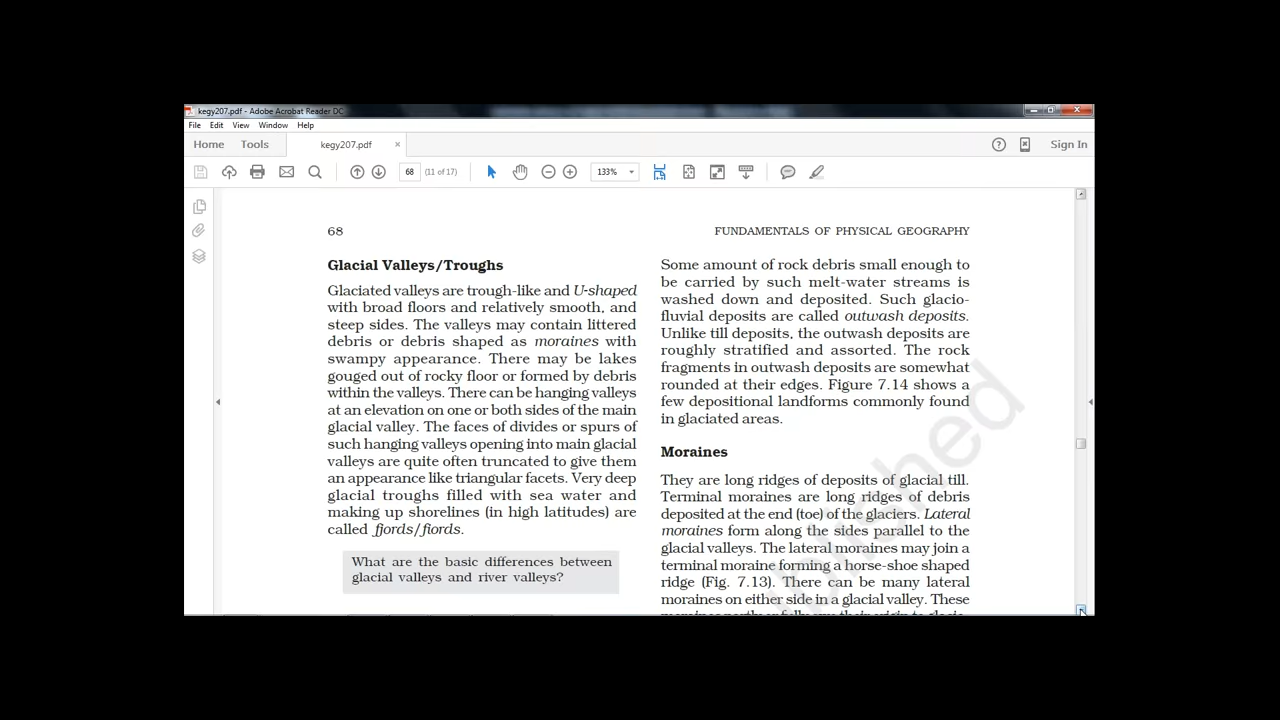 kegy207.pdf - Adobe Acrobat Reader DC
File Edit View Window Help
Home Tools kegy207.pdf × Sign In
68 (11 of 17) 133%
68 FUNDAMENTALS OF PHYSICAL GEOGRAPHY
Glacial Valleys/Troughs
Glaciated valleys are trough-like and U-shaped
with broad floors and relatively smooth, and
steep sides. The valleys may contain littered
debris or debris shaped as moraines with
swampy appearance. There may be lakes
gouged out of rocky floor or formed by debris
within the valleys. There can be hanging valleys
at an elevation on one or both sides of the main
glacial valley. The faces of divides or spurs of
such hanging valleys opening into main glacial
valleys are quite often truncated to give them
an appearance like triangular facets. Very deep
glacial troughs filled with sea water and
making up shorelines (in high latitudes) are
called fjords/fiords.
What are the basic differences between
glacial valleys and river valleys?
Some amount of rock debris small enough to
be carried by such melt-water streams is
washed down and deposited. Such glacio-
fluvial deposits are called outwash deposits.
Unlike till deposits, the outwash deposits are
roughly stratified and assorted. The rock
fragments in outwash deposits are somewhat
rounded at their edges. Figure 7.14 shows a
few depositional landforms commonly found
in glaciated areas.
Moraines
They are long ridges of deposits of glacial till.
Terminal moraines are long ridges of debris
deposited at the end (toe) of the glaciers. Lateral
moraines form along the sides parallel to the
glacial valleys. The lateral moraines may join a
terminal moraine forming a horse-shoe shaped
ridge (Fig. 7.13). There can be many lateral
moraines on either side in a glacial valley. These